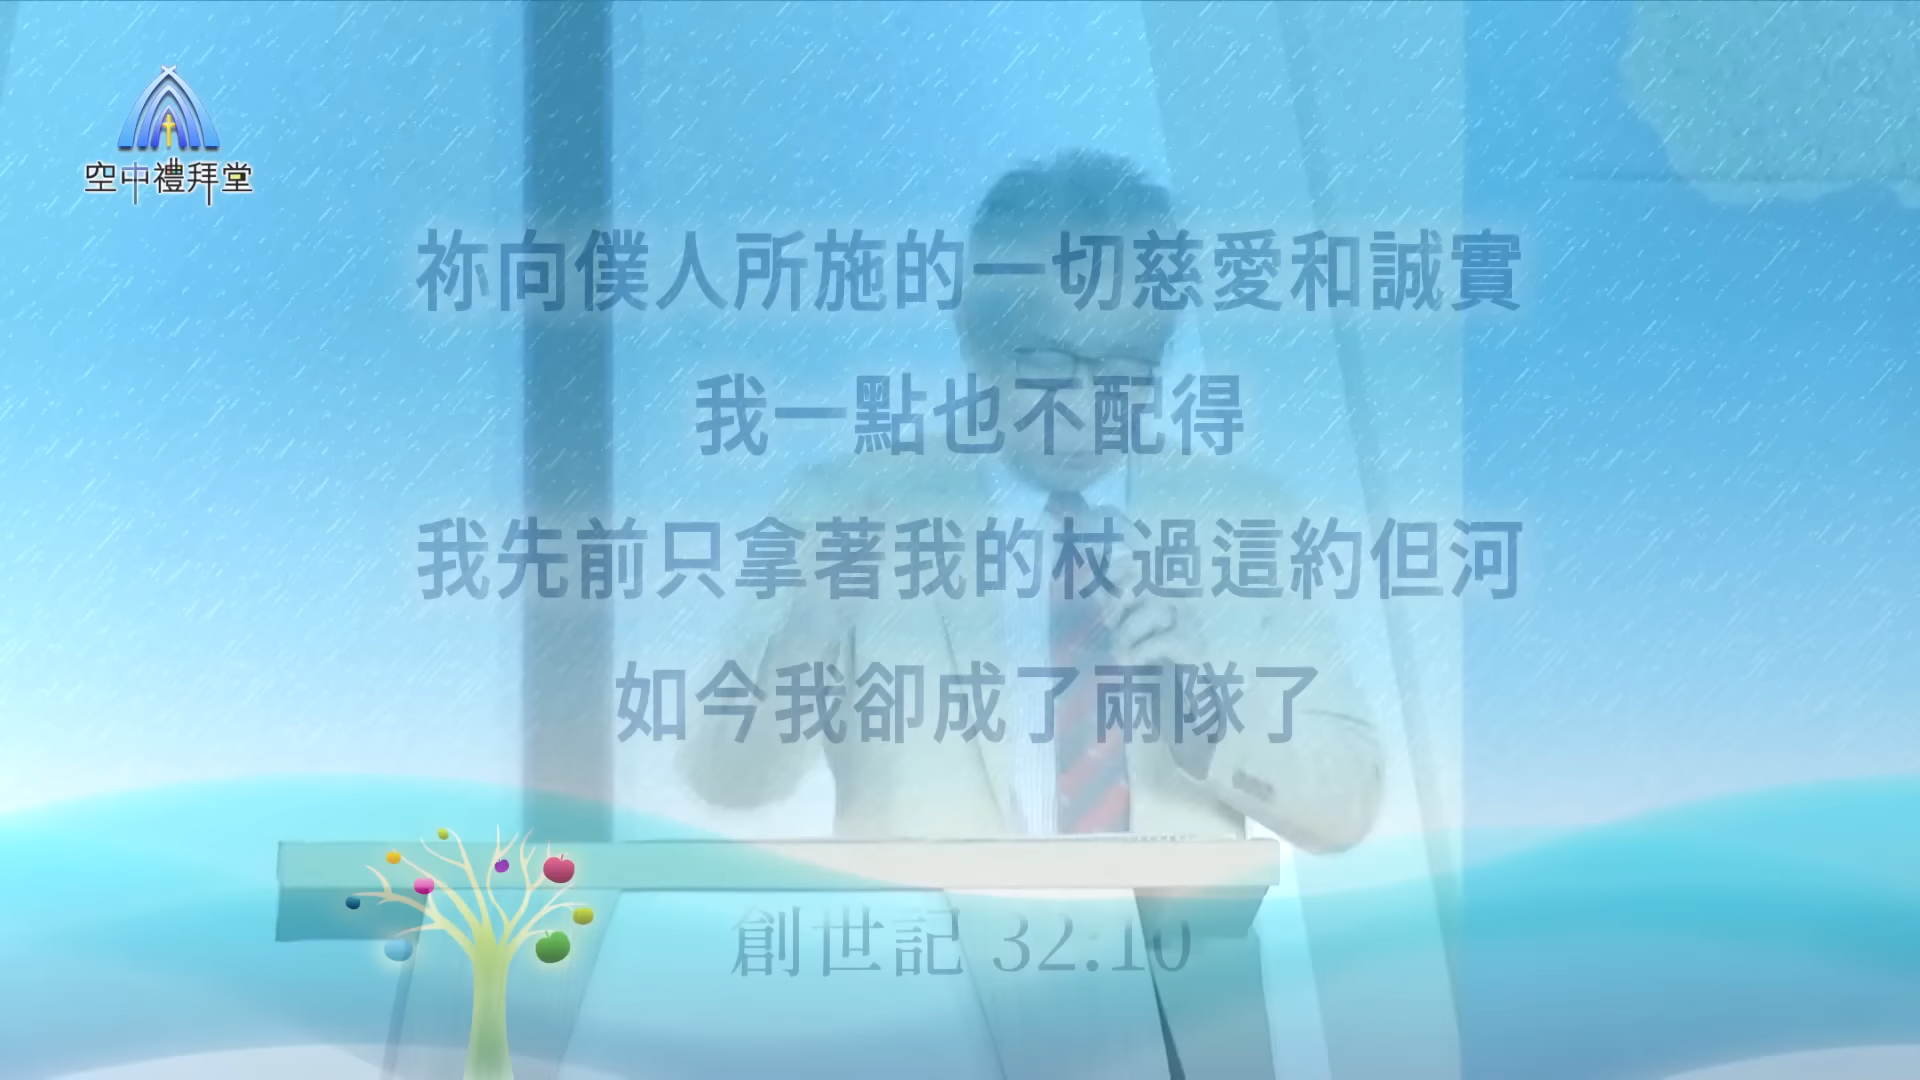 空中禮拜堂
祢向僕人所施的一切慈愛和誠實
我一點也不配得
我先前只拿著我的杖過這約但河
如今我卻成了兩隊了
創世記 32:10